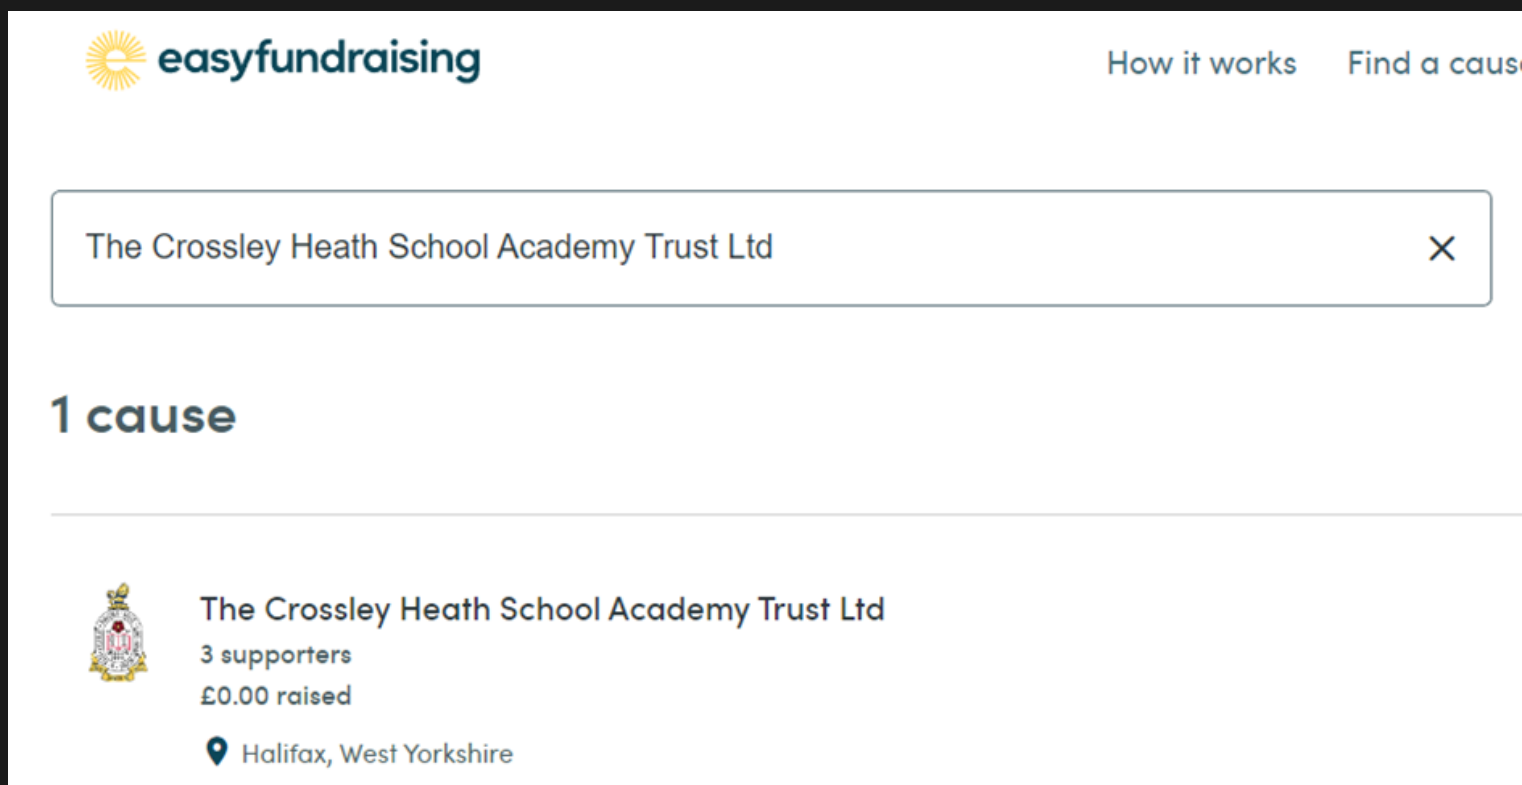 easyfundraising
How it works Find a caus
The Crossley Heath School Academy Trust Ltd
1 cause
The Crossley Heath School Academy Trust Ltd
3 supporters
£0.00 raised
Halifax, West Yorkshire